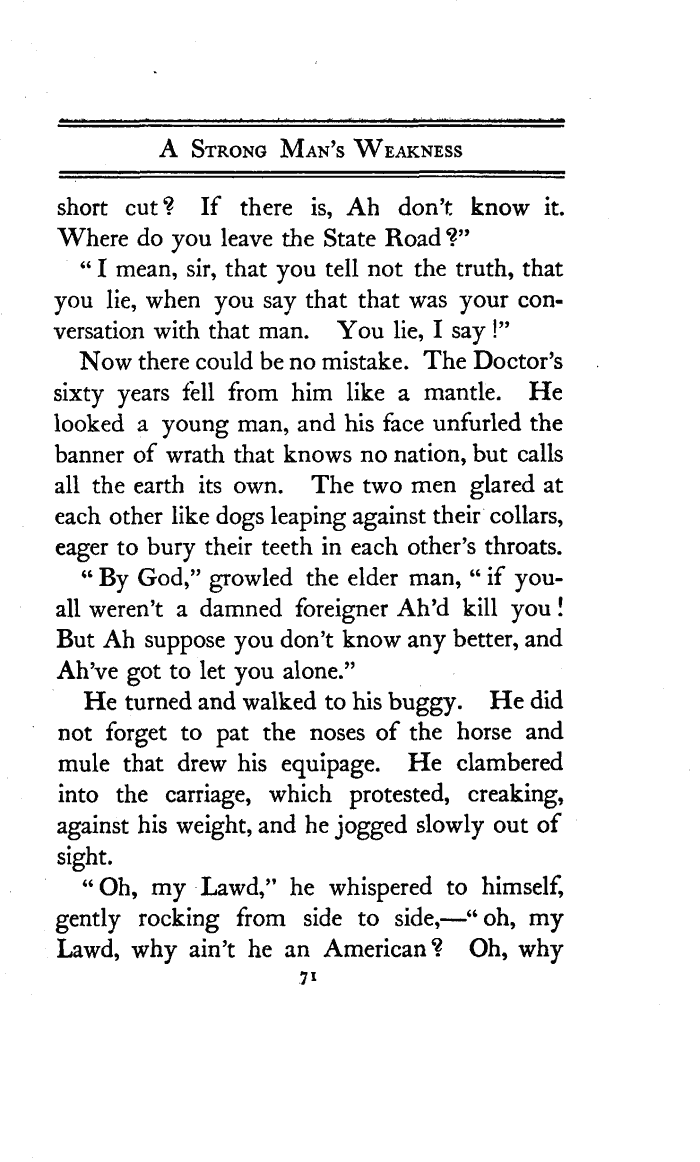 A Strong Man's Weakness
short cut? If there is, Ah don't know it.
Where do you leave the State Road?"
"I mean, sir, that you tell not the truth, that
you lie, when you say that that was your con-
versation with that man. You lie, I say!"
Now there could be no mistake. The Doctor's
sixty years fell from him like a mantle. He
looked a young man, and his face unfurled the
banner of wrath that knows no nation, but calls
all the earth its own. The two men glared at
each other like dogs leaping against their collars,
eager to bury their teeth in each other's throats.
"By God," growled the elder man, "if you-
all weren't a damned foreigner Ah'd kill you!
But Ah suppose you don't know any better, and
Ah've got to let you alone."
He turned and walked to his buggy. He did
not forget to pat the noses of the horse and
mule that drew his equipage. He clambered
into the carriage, which protested, creaking,
against his weight, and he jogged slowly out of
sight.
"Oh, my Lawd," he whispered to himself,
gently rocking from side to side,—"oh, my
Lawd, why ain't he an American? Oh, why
71